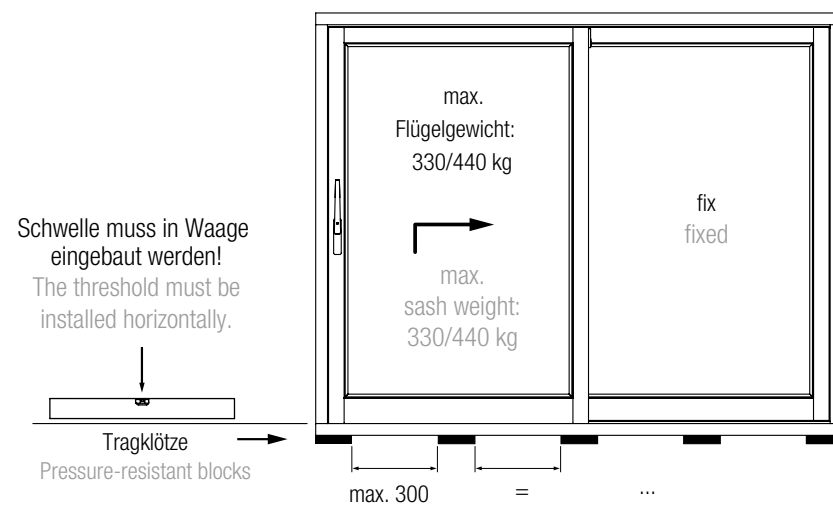 max.
Flügelgewicht:
330/440 kg
max.
sash weight:
330/440 kg
fix
fixed
Schwelle muss in Waage
eingebaut werden!
The threshold must be
installed horizontally.
Tragklötze
Pressure-resistant blocks
max. 300
=
...